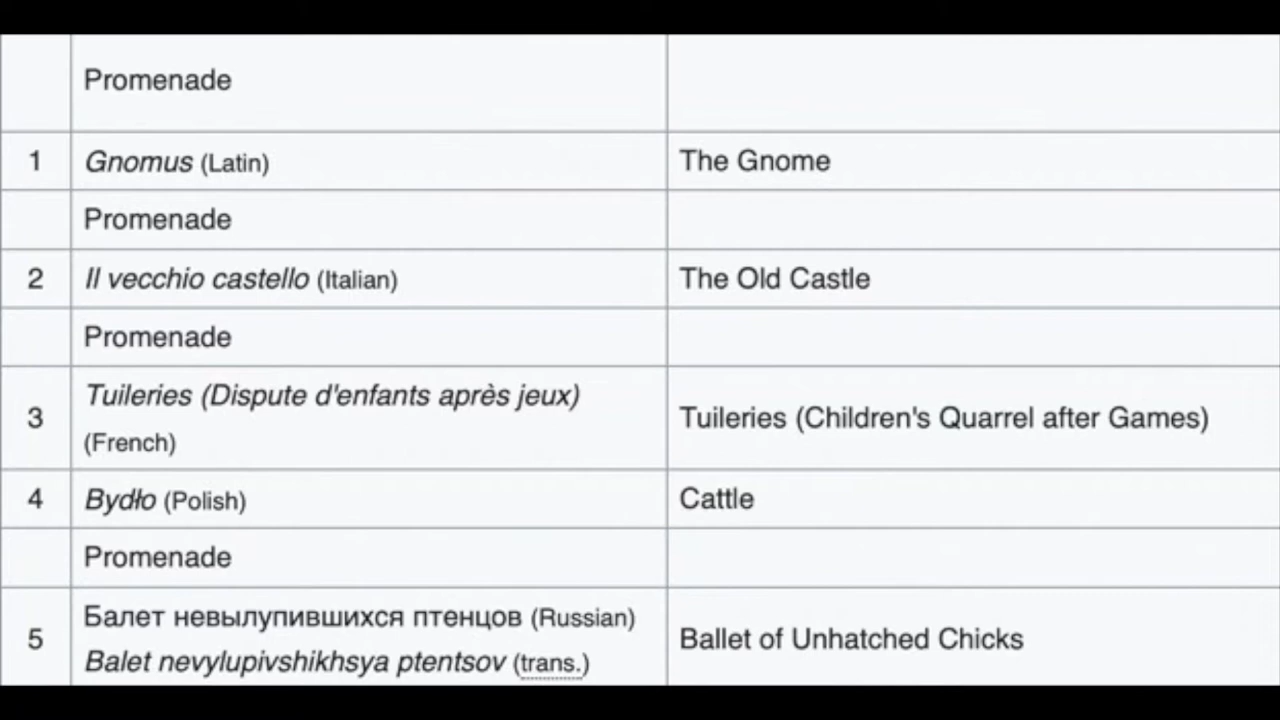 Promenade
1 Gnomus (Latin) The Gnome
Promenade
2 Il vecchio castello (Italian) The Old Castle
Promenade
3 Tuileries (Dispute d'enfants après jeux) (French) Tuileries (Children's Quarrel after Games)
4 Bydło (Polish) Cattle
Promenade
5 Балет невылупившихся птенцов (Russian)
Balet nevylupivshikhsya ptentsov (trans.) Ballet of Unhatched Chicks